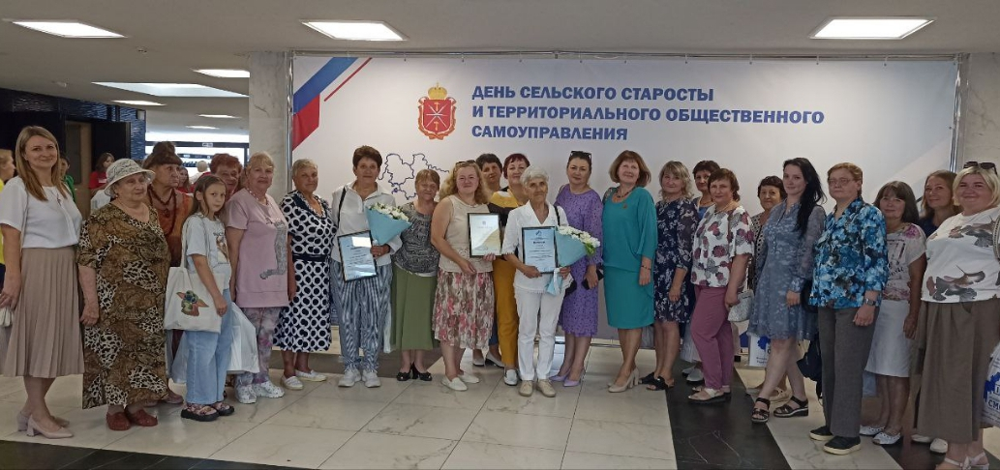 ДЕНЬ СЕЛЬСКОГО СТАРОСТЫ
И ТЕРРИТОРИАЛЬНОГО ОБЩЕСТВЕННОГО
САМОУПРАВЛЕНИЯ